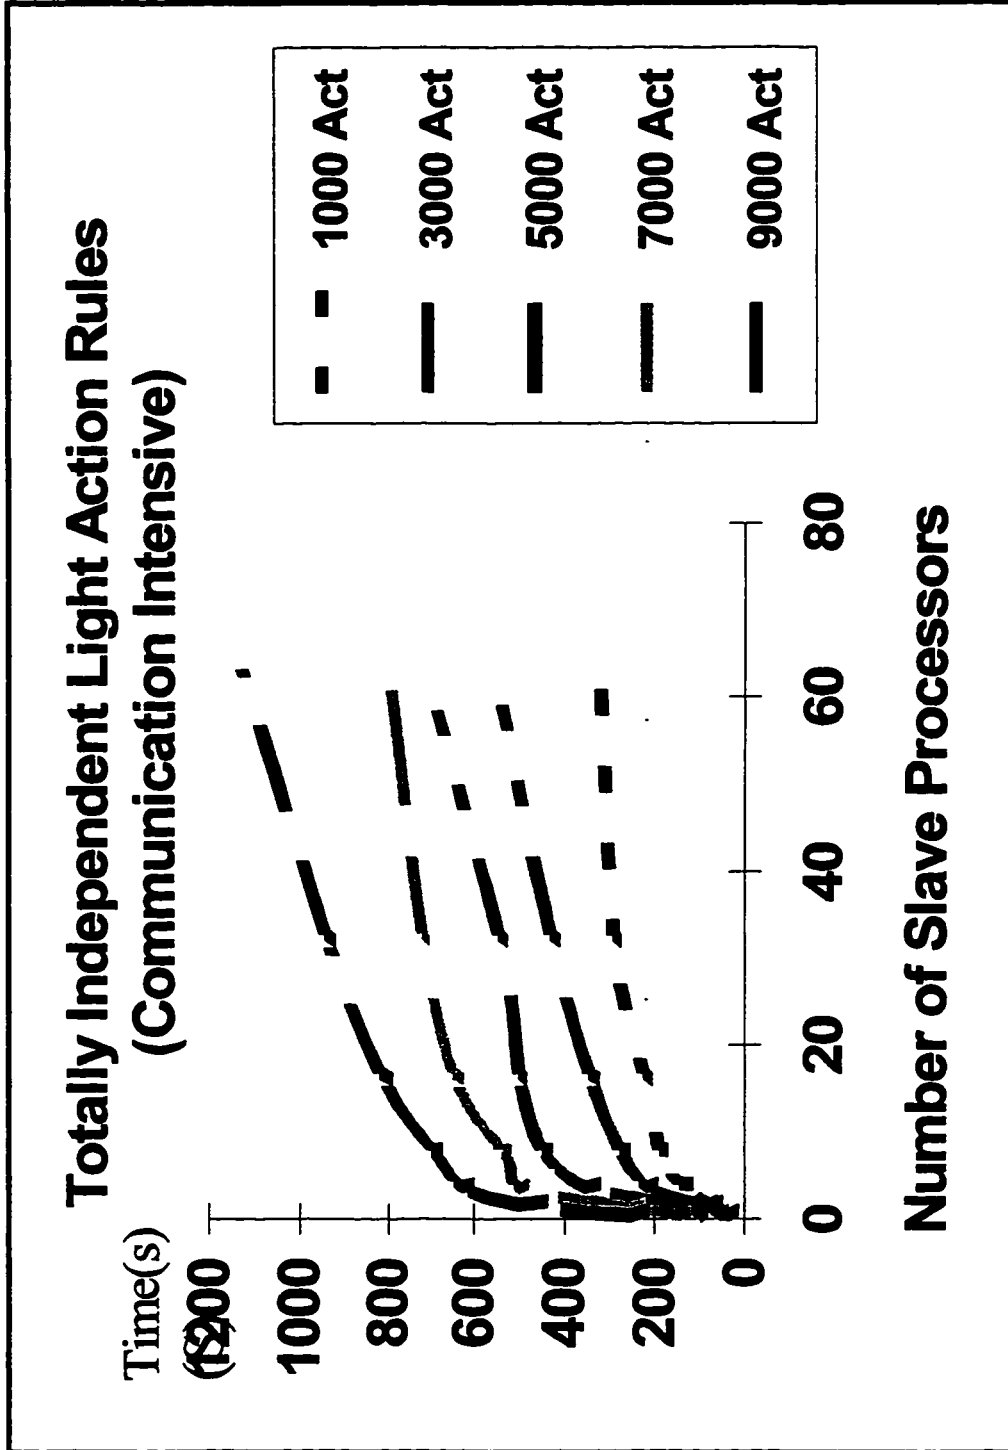 Totally Independent Light Action Rules
(Communication Intensive)
Time(s)
(S)
1200
1000
800
600
400
200
0
0 20 40 60 80
Number of Slave Processors
1000 Act
3000 Act
5000 Act
7000 Act
9000 Act